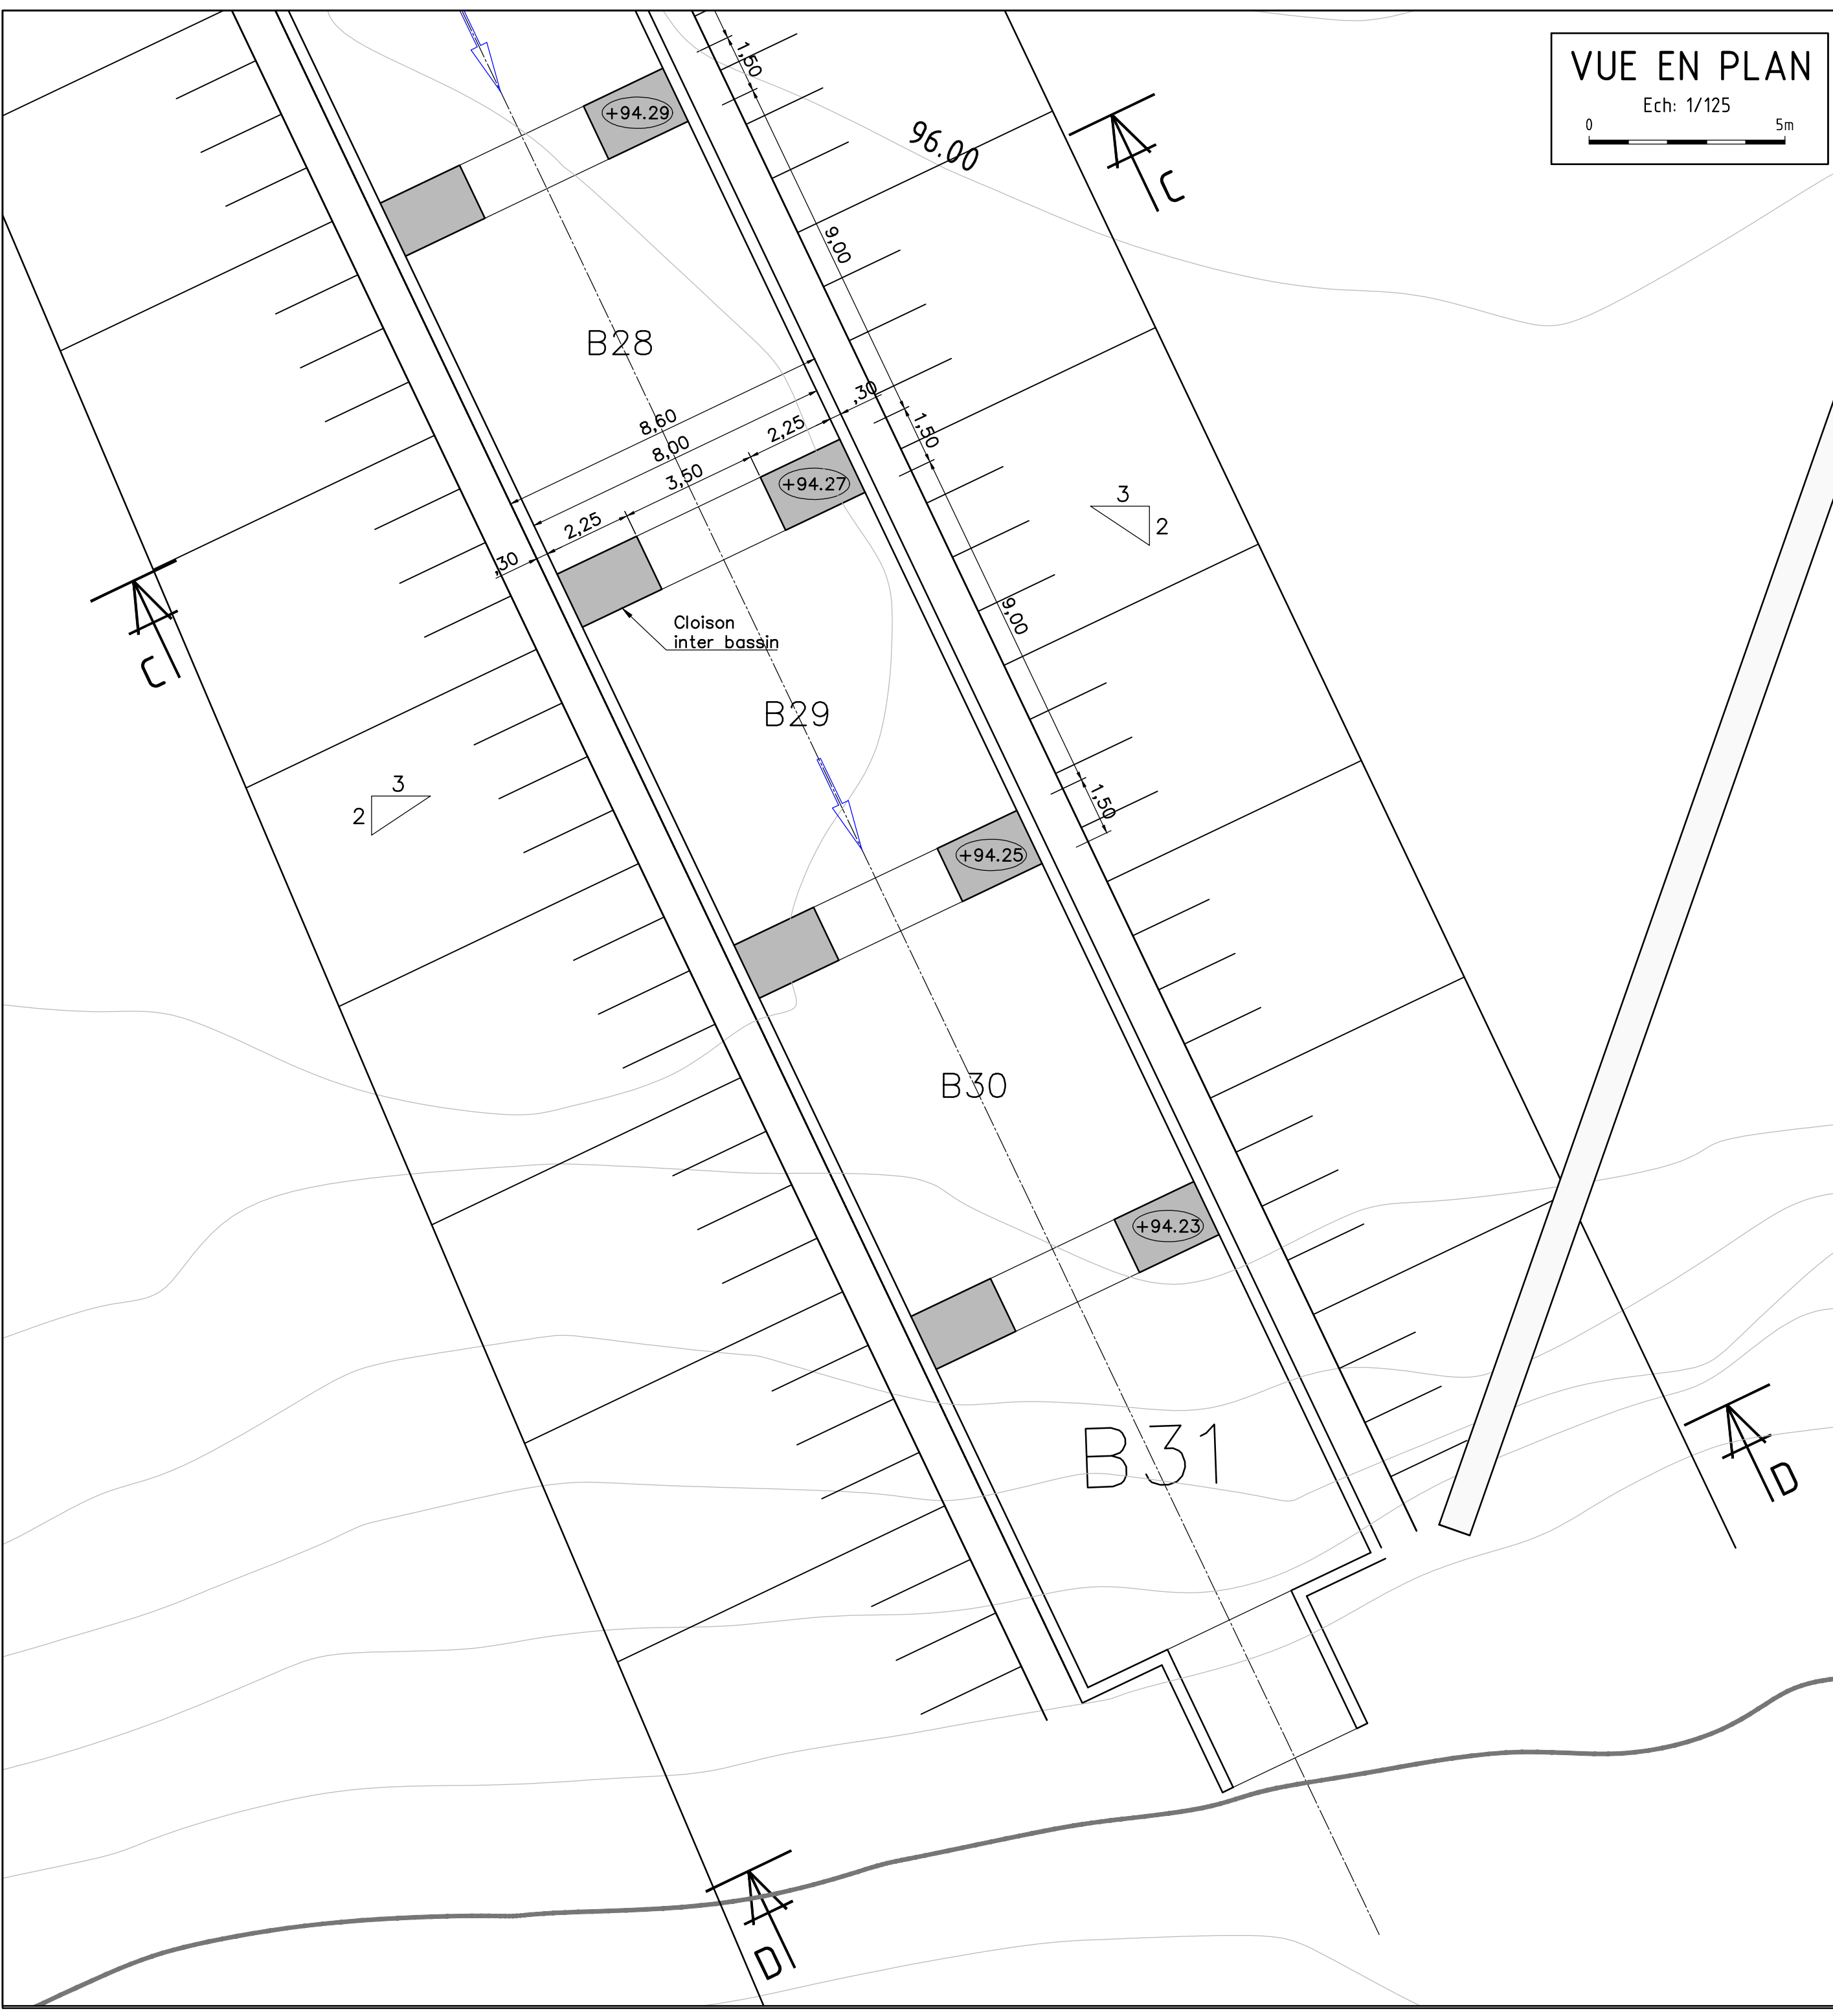 VUE EN PLAN
Ech: 1/125
0 5m
1,50
+94.29
96.00
C
9,00
B28
,30
8,60
1,50
2,25
8,00
3,50
+94.27
3
2
2,25
,30
C
Cloison
inter bassin
9,00
B29
3
2
1,50
+94.25
B30
+94.23
B31
D
D